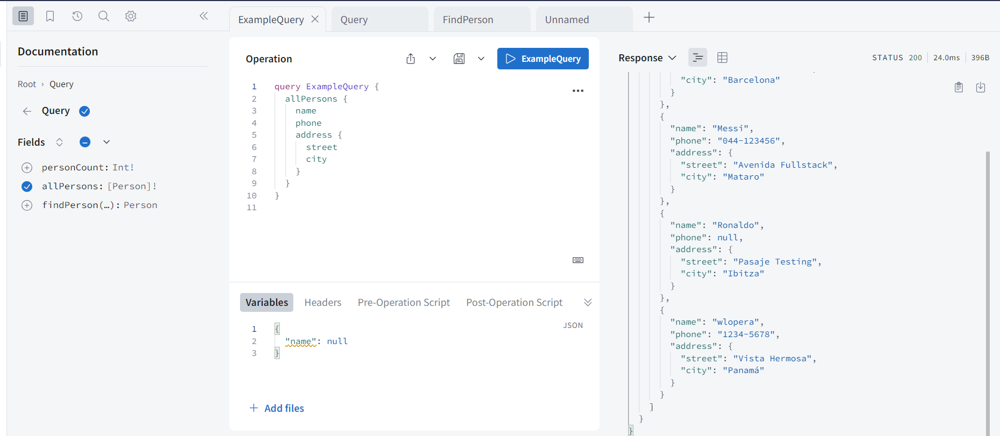 ExampleQuery
Query
FindPerson
Unnamed
Documentation
Root › Query
Query
Fields
personCount: Int!
allPersons: [Person]!
findPerson(…): Person
Operation
ExampleQuery
1 query ExampleQuery {
2 allPersons {
3 name
4 phone
5 address {
6 street
7 city
8 }
9 }
10 }
11
Variables
Headers
Pre-Operation Script
Post-Operation Script
JSON
1 {
2 "name": null
3 }
+ Add files
Response
STATUS 200
24.0ms
396B
"city": "Barcelona"
}
},
{
"name": "Messi",
"phone": "044-123456",
"address": {
"street": "Avenida Fullstack",
"city": "Mataro"
}
},
{
"name": "Ronaldo",
"phone": null,
"address": {
"street": "Pasaje Testing",
"city": "Ibitza"
}
},
{
"name": "wlopera",
"phone": "1234-5678",
"address": {
"street": "Vista Hermosa",
"city": "Panamá"
}
}
]
}
}